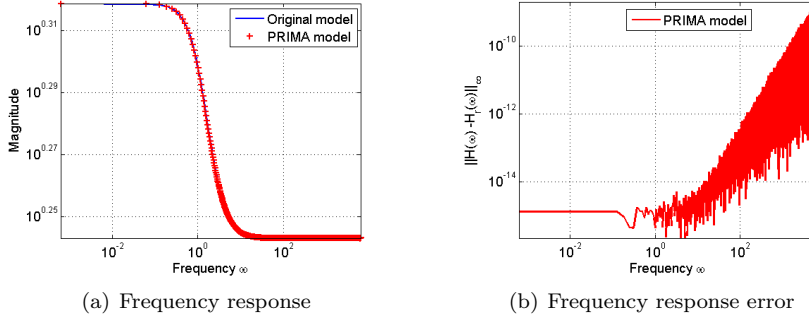 10^0.31
10^0.29
10^0.27
10^0.25
Magnitude
Original model
PRIMA model
10^-2
10^0
10^2
Frequency ω
(a) Frequency response
10^-10
10^-12
10^-14
||H(ω) -H_r(ω)||_∞
PRIMA model
10^-2
10^0
10^2
Frequency ω
(b) Frequency response error